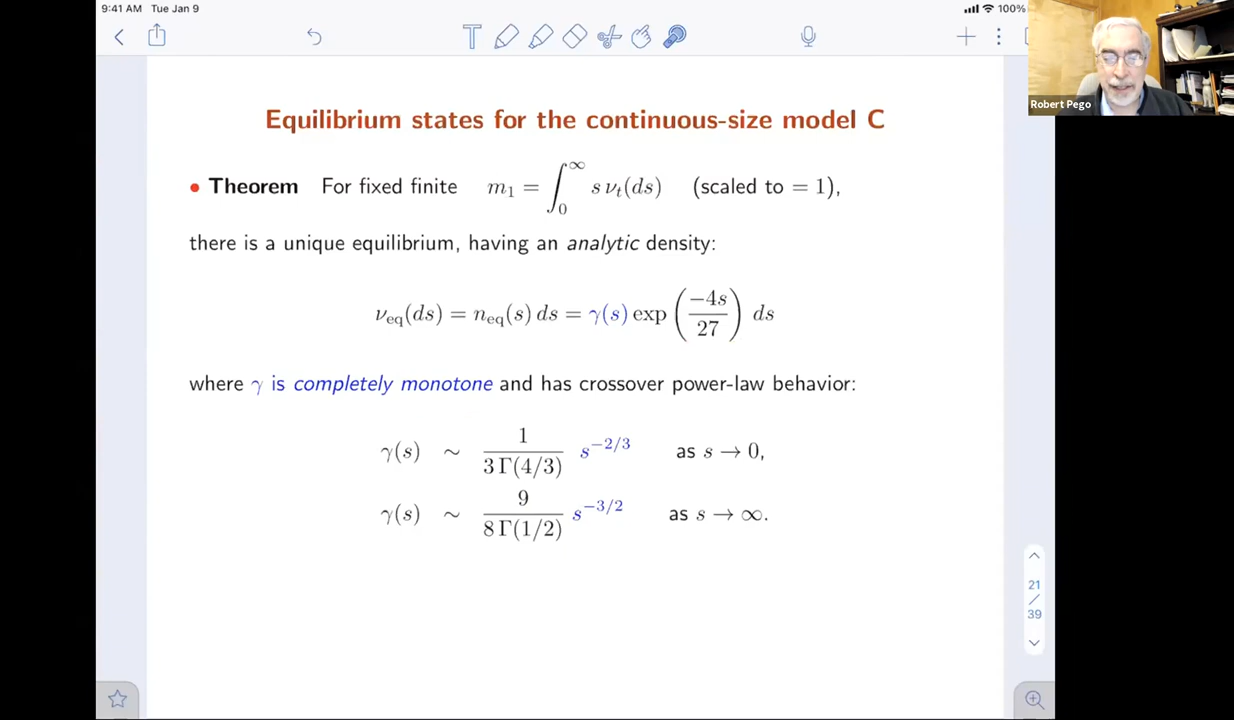 9:41 AM Tue Jan 9
100%
T
Robert Pego
Equilibrium states for the continuous-size model C
• Theorem For fixed finite m₁ = ∫₀^∞ s ν_t(ds) (scaled to = 1),
there is a unique equilibrium, having an analytic density:
ν_eq(ds) = n_eq(s) ds = γ(s) exp(−4s/27) ds
where γ is completely monotone and has crossover power-law behavior:
γ(s) ∼ 1/(3 Γ(4/3)) s^{−2/3} as s → 0,
γ(s) ∼ 9/(8 Γ(1/2)) s^{−3/2} as s → ∞.
21
/
39